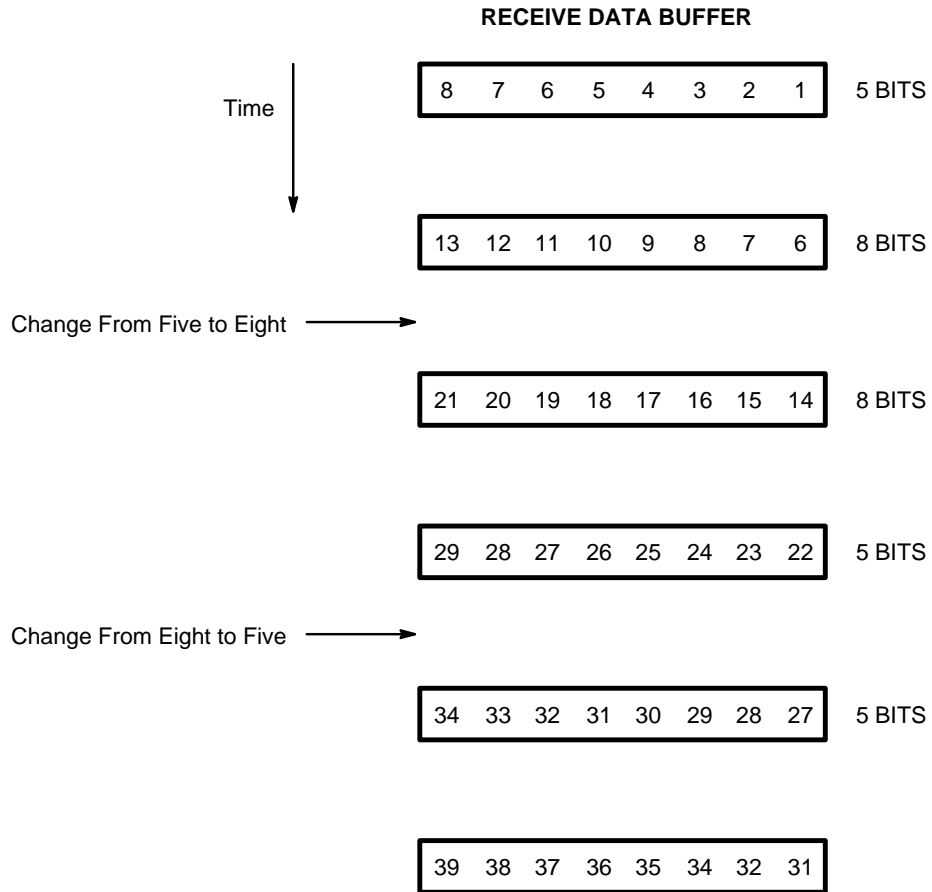 RECEIVE DATA BUFFER
8 7 6 5 4 3 2 1 5 BITS
Time
13 12 11 10 9 8 7 6 8 BITS
Change From Five to Eight
21 20 19 18 17 16 15 14 8 BITS
29 28 27 26 25 24 23 22 5 BITS
Change From Eight to Five
34 33 32 31 30 29 28 27 5 BITS
39 38 37 36 35 34 32 31